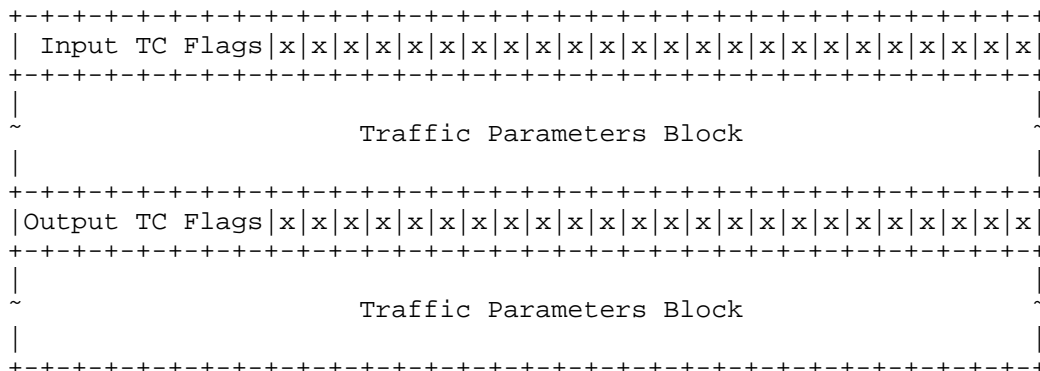 +-+-+-+-+-+-+-+-+-+-+-+-+-+-+-+-+-+-+-+-+-+-+-+-+-+-+-+-+-+-+-+-+
| Input TC Flags|x|x|x|x|x|x|x|x|x|x|x|x|x|x|x|x|x|x|x|x|x|x|x|x|
+-+-+-+-+-+-+-+-+-+-+-+-+-+-+-+-+-+-+-+-+-+-+-+-+-+-+-+-+-+-+-+-+
|                                                               |
~                     Traffic Parameters Block                  ~
|                                                               |
+-+-+-+-+-+-+-+-+-+-+-+-+-+-+-+-+-+-+-+-+-+-+-+-+-+-+-+-+-+-+-+-+
|Output TC Flags|x|x|x|x|x|x|x|x|x|x|x|x|x|x|x|x|x|x|x|x|x|x|x|x|
+-+-+-+-+-+-+-+-+-+-+-+-+-+-+-+-+-+-+-+-+-+-+-+-+-+-+-+-+-+-+-+-+
|                                                               |
~                     Traffic Parameters Block                  ~
|                                                               |
+-+-+-+-+-+-+-+-+-+-+-+-+-+-+-+-+-+-+-+-+-+-+-+-+-+-+-+-+-+-+-+-+